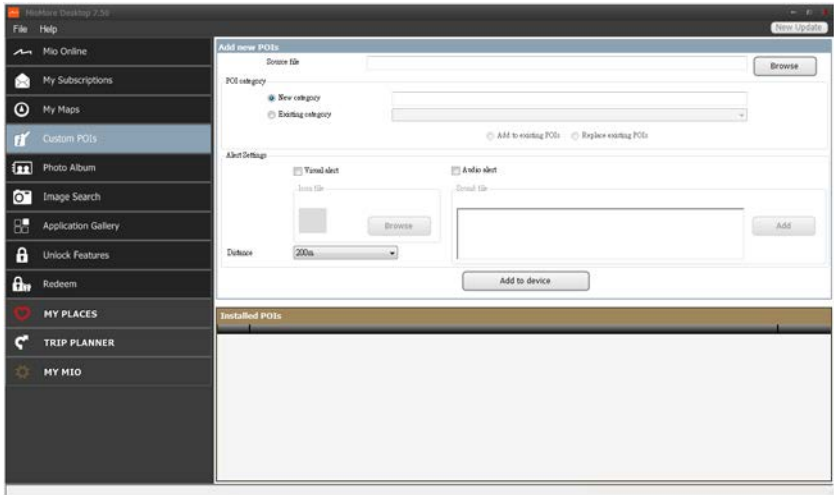 MioMore Desktop 7.50
File Help
New Update
Mio Online
My Subscriptions
My Maps
Custom POIs
Photo Album
Image Search
Application Gallery
Unlock Features
Redeem
MY PLACES
TRIP PLANNER
MY MIO
Add new POIs
Source file
Browse
POI category
New category
Existing category
Add to existing POIs Replace existing POIs
Alert Settings
Visual alert Audio alert
Icon file Sound file
Browse Add
Distance 200m
Add to device
Installed POIs